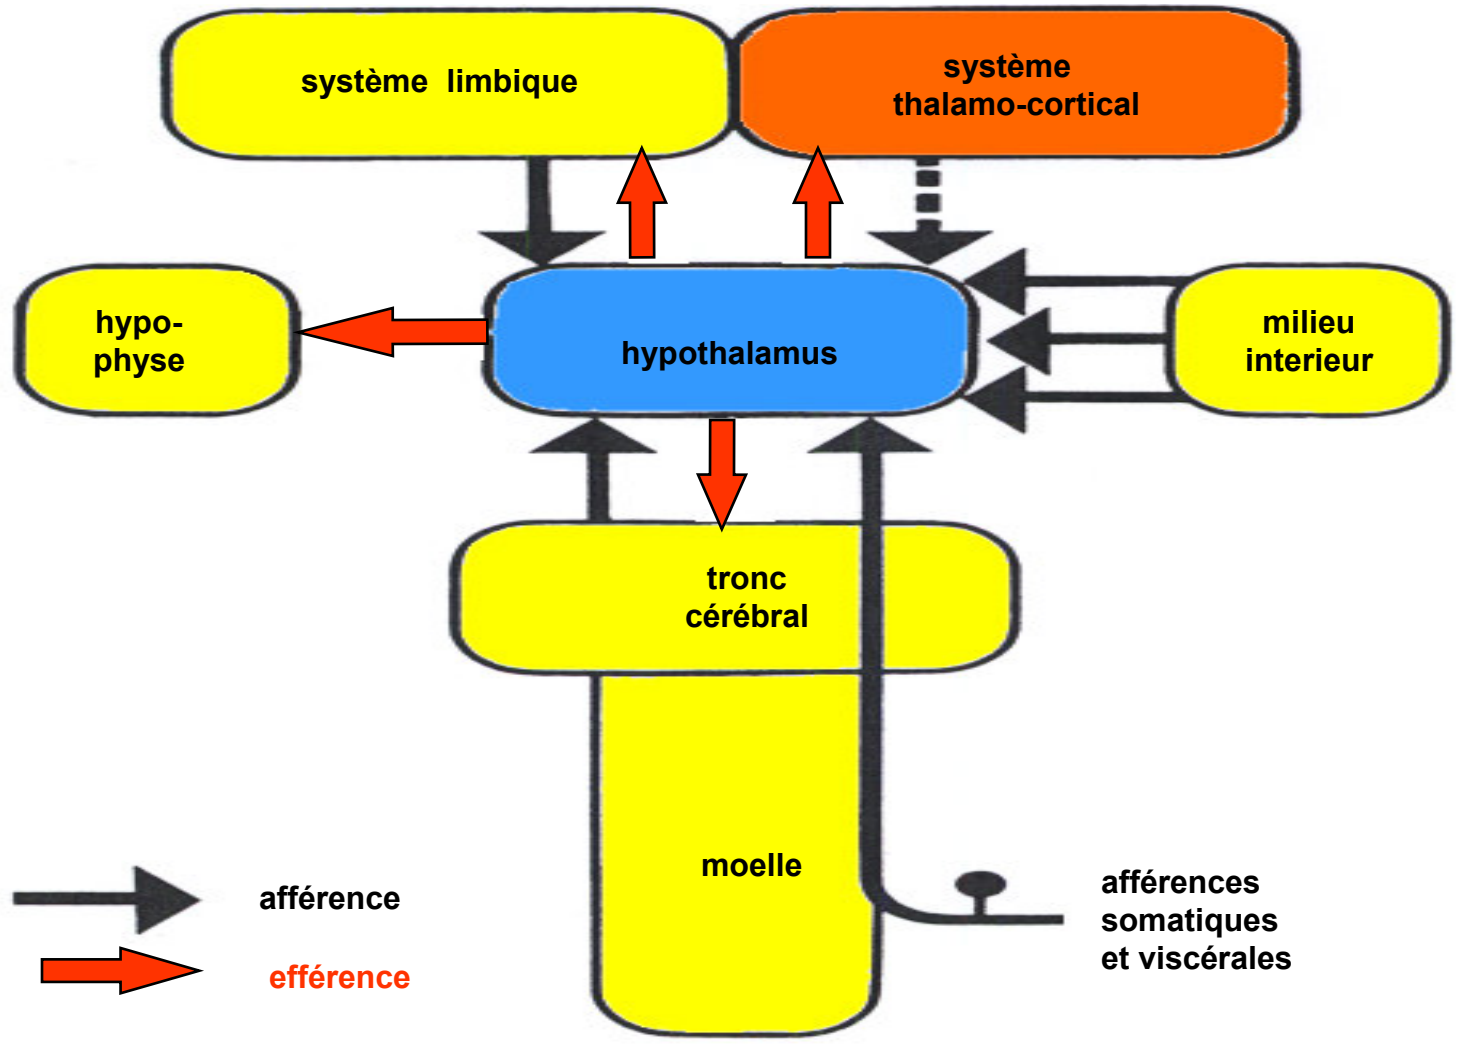 système limbique
système
thalamo-cortical
hypo-
physe
hypothalamus
milieu
interieur
tronc
cérébral
moelle
afférence
efférence
afférences
somatiques
et viscérales